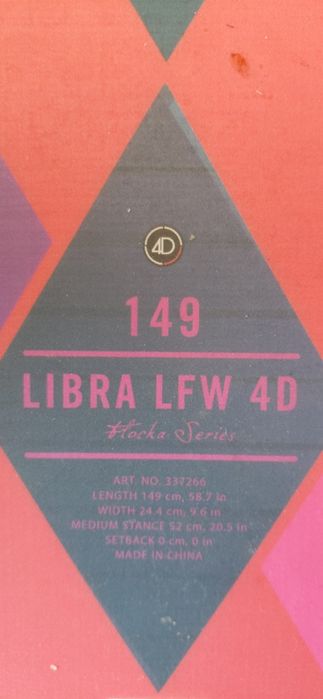 4D
149
LIBRA LFW 4D
Hocka Series
ART. NO. 337266
LENGTH 149 cm, 58.7 in
WIDTH 24.4 cm, 9.6 in
MEDIUM STANCE 52 cm, 20.5 in
SETBACK 0 cm, 0 in
MADE IN CHINA